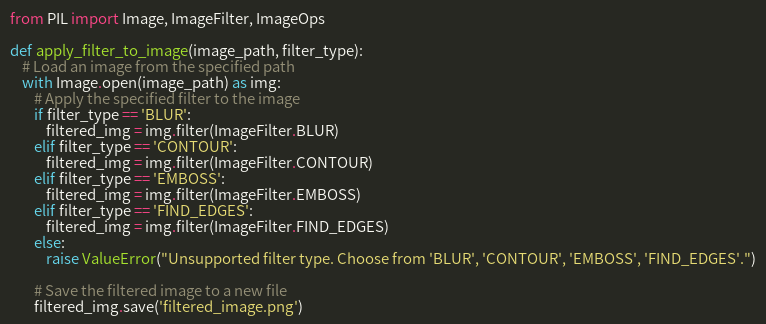 from PIL import Image, ImageFilter, ImageOps

def apply_filter_to_image(image_path, filter_type):
    # Load an image from the specified path
    with Image.open(image_path) as img:
        # Apply the specified filter to the image
        if filter_type == 'BLUR':
            filtered_img = img.filter(ImageFilter.BLUR)
        elif filter_type == 'CONTOUR':
            filtered_img = img.filter(ImageFilter.CONTOUR)
        elif filter_type == 'EMBOSS':
            filtered_img = img.filter(ImageFilter.EMBOSS)
        elif filter_type == 'FIND_EDGES':
            filtered_img = img.filter(ImageFilter.FIND_EDGES)
        else:
            raise ValueError("Unsupported filter type. Choose from 'BLUR', 'CONTOUR', 'EMBOSS', 'FIND_EDGES'.")

        # Save the filtered image to a new file
        filtered_img.save('filtered_image.png')